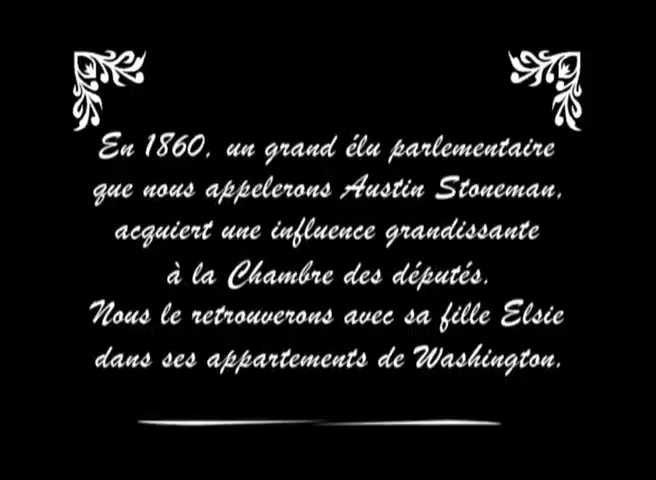 En 1860, un grand élu parlementaire
que nous appelerons Austin Stoneman,
acquiert une influence grandissante
à la Chambre des députés.
Nous le retrouverons avec sa fille Elsie
dans ses appartements de Washington.